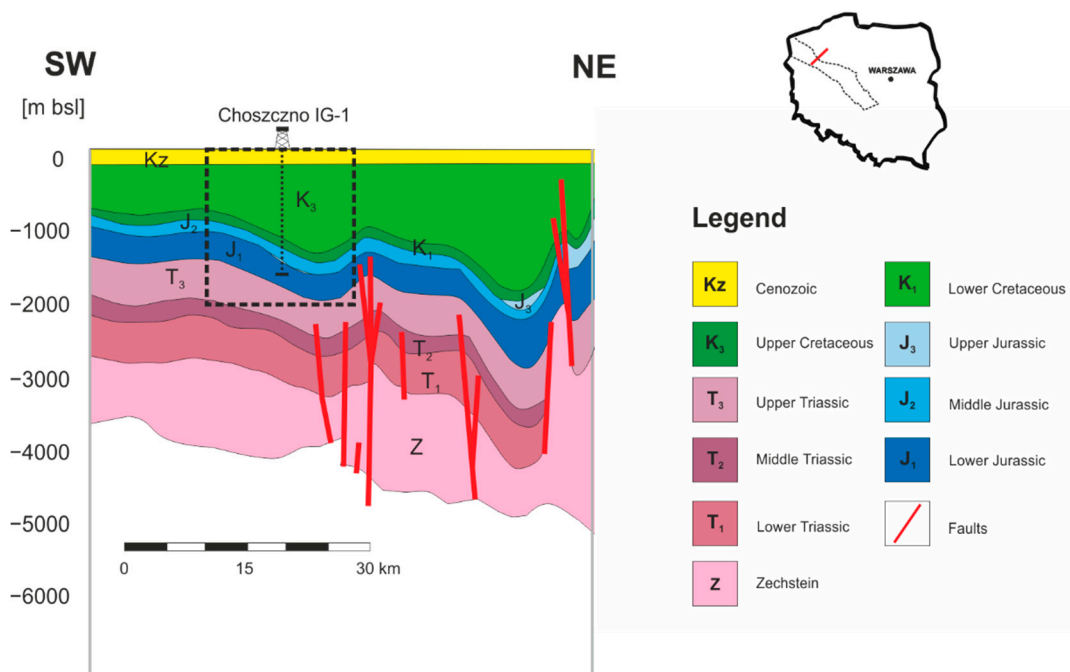 SW
NE
[m bsl]
Choszczno IG-1
WARSZAWA
0
−1000
−2000
−3000
−4000
−5000
−6000
Kz
K3
J2
J1
K1
T3
J3
T2
T1
Z
0 15 30 km
Legend
Kz Cenozoic
K1 Lower Cretaceous
K3 Upper Cretaceous
J3 Upper Jurassic
T3 Upper Triassic
J2 Middle Jurassic
T2 Middle Triassic
J1 Lower Jurassic
T1 Lower Triassic
Faults
Z Zechstein